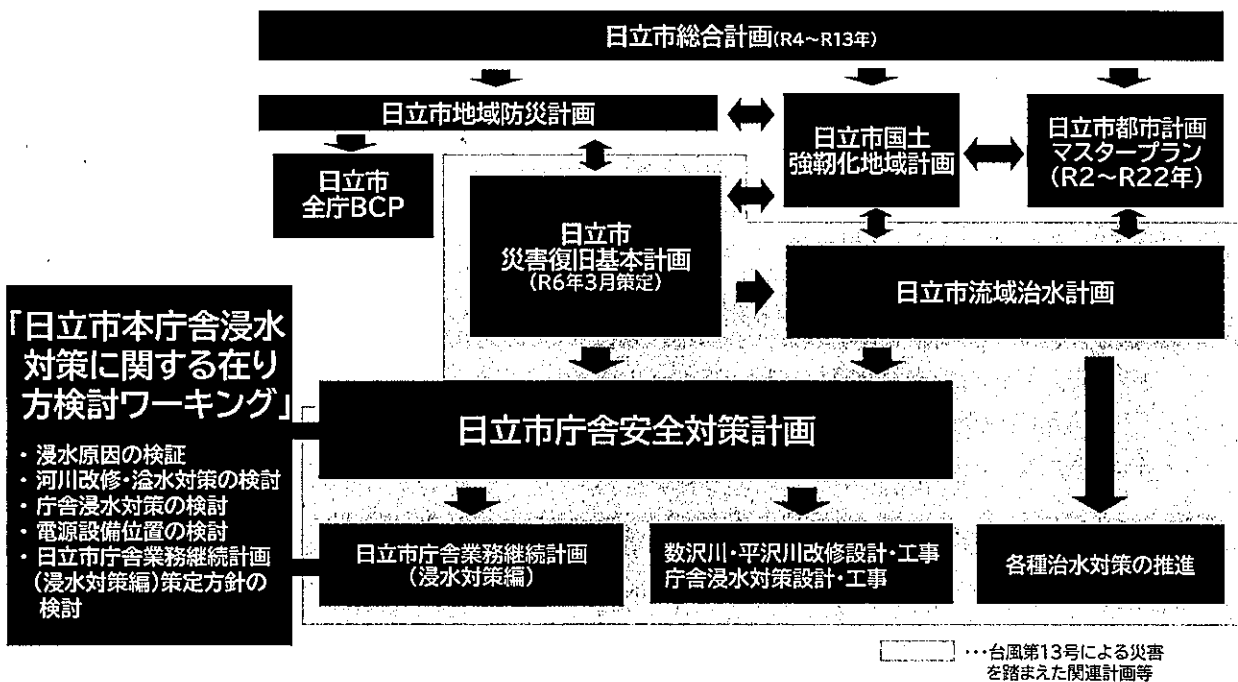 日立市総合計画(R4～R13年)
日立市地域防災計画
日立市国土
強靭化地域計画
日立市都市計画
マスタープラン
(R2～R22年)
日立市
全庁BCP
日立市
災害復旧基本計画
(R6年3月策定)
日立市流域治水計画
「日立市本庁舎浸水
対策に関する在り
方検討ワーキング」
・ 浸水原因の検証
・ 河川改修・溢水対策の検討
・ 庁舎浸水対策の検討
・ 電源設備位置の検討
・ 日立市庁舎業務継続計画
(浸水対策編)策定方針の
検討
日立市庁舎安全対策計画
日立市庁舎業務継続計画
(浸水対策編)
数沢川・平沢川改修設計・工事
庁舎浸水対策設計・工事
各種治水対策の推進
…台風第13号による災害
を踏まえた関連計画等